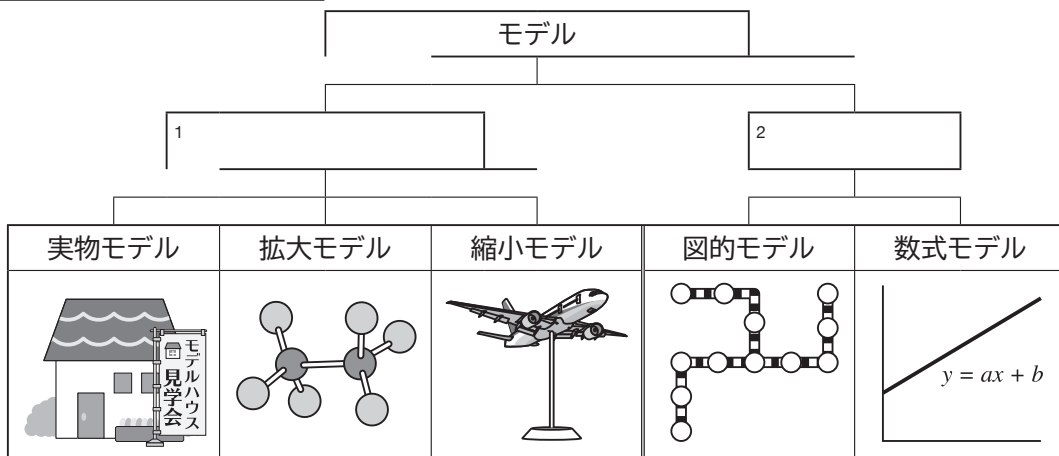 モデル
1
2
実物モデル
拡大モデル
縮小モデル
図的モデル
数式モデル
モデルハウス
見学会
y = ax + b